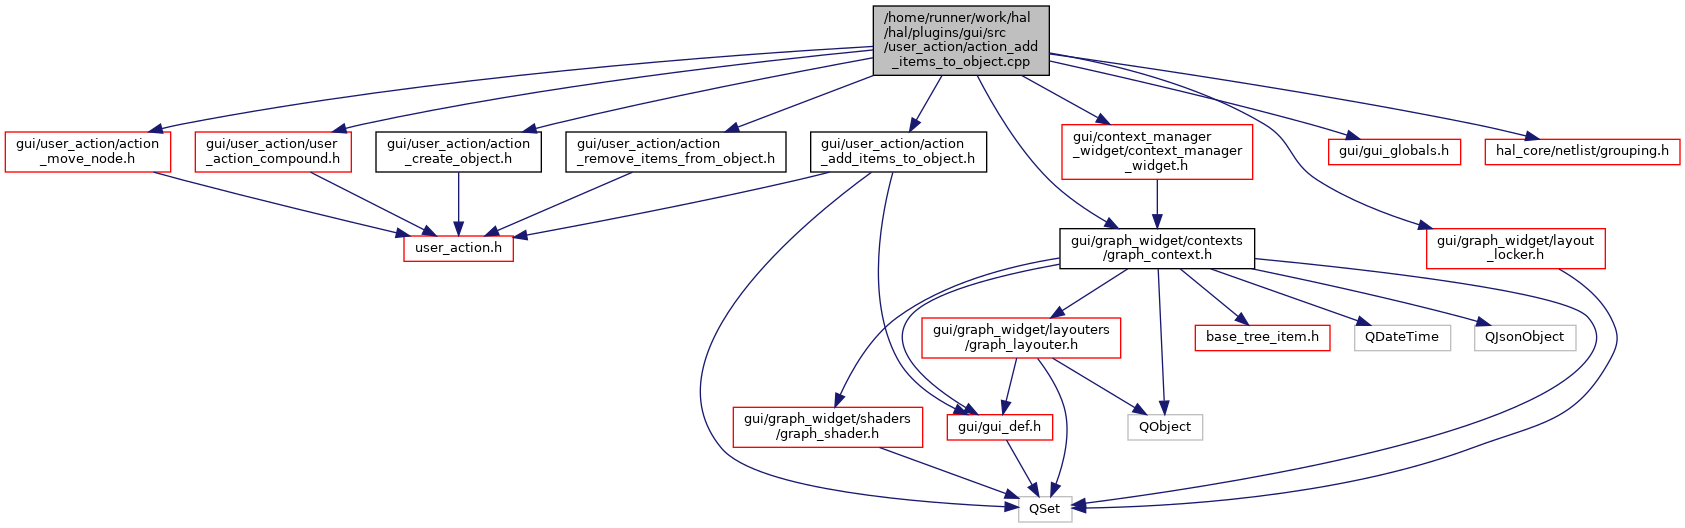 /home/runner/work/hal
/hal/plugins/gui/src
/user_action/action_add
_items_to_object.cpp
gui/user_action/action
_move_node.h
gui/user_action/user
_action_compound.h
gui/user_action/action
_create_object.h
gui/user_action/action
_remove_items_from_object.h
gui/user_action/action
_add_items_to_object.h
gui/context_manager
_widget/context_manager
_widget.h
gui/gui_globals.h
hal_core/netlist/grouping.h
user_action.h
gui/graph_widget/contexts
/graph_context.h
gui/graph_widget/layout
_locker.h
gui/graph_widget/layouters
/graph_layouter.h
base_tree_item.h
QDateTime
QJsonObject
gui/graph_widget/shaders
/graph_shader.h
gui/gui_def.h
QObject
QSet